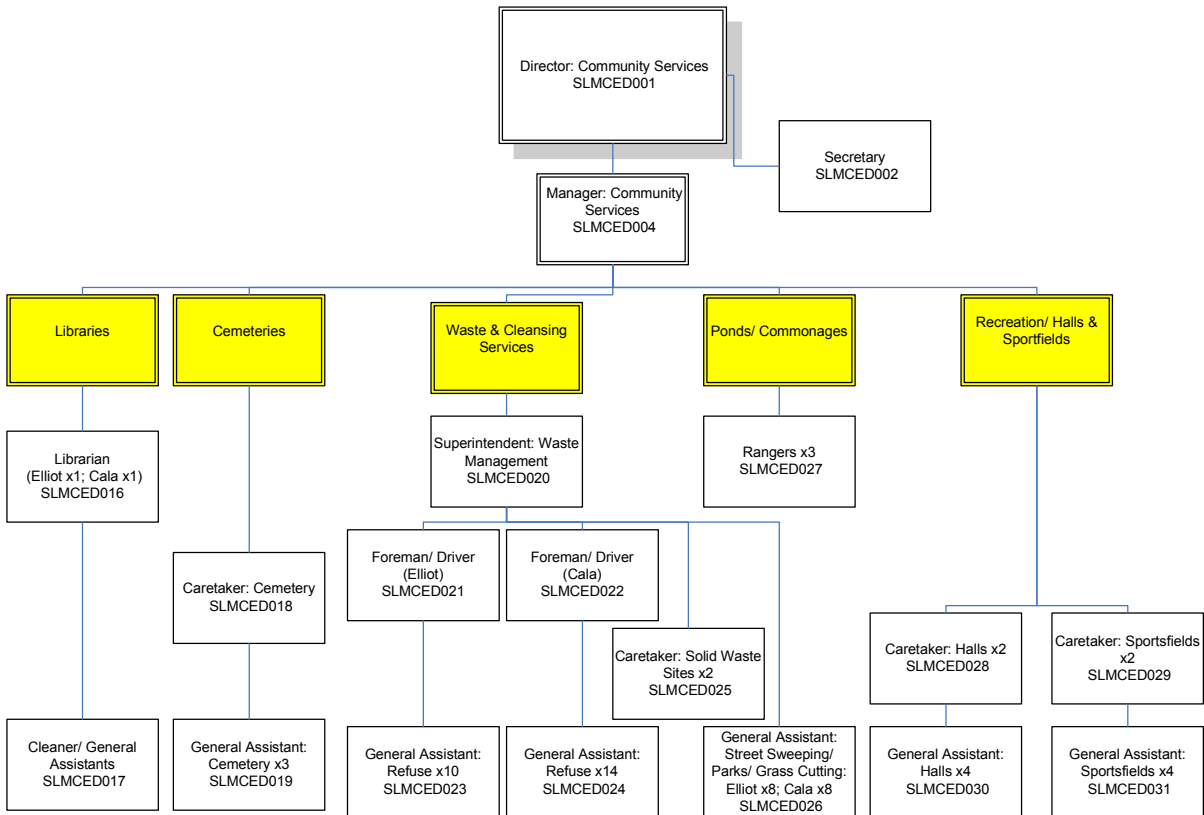 Director: Community Services
SLMCED001
Secretary
SLMCED002
Manager: Community
Services
SLMCED004
Libraries
Cemeteries
Waste & Cleansing
Services
Ponds/ Commonages
Recreation/ Halls &
Sportfields
Librarian
(Elliot x1; Cala x1)
SLMCED016
Superintendent: Waste
Management
SLMCED020
Rangers x3
SLMCED027
Caretaker: Cemetery
SLMCED018
Foreman/ Driver
(Elliot)
SLMCED021
Foreman/ Driver
(Cala)
SLMCED022
Caretaker: Solid Waste
Sites x2
SLMCED025
Caretaker: Halls x2
SLMCED028
Caretaker: Sportsfields
x2
SLMCED029
Cleaner/ General
Assistants
SLMCED017
General Assistant:
Cemetery x3
SLMCED019
General Assistant:
Refuse x10
SLMCED023
General Assistant:
Refuse x14
SLMCED024
General Assistant:
Street Sweeping/
Parks/ Grass Cutting:
Elliot x8; Cala x8
SLMCED026
General Assistant:
Halls x4
SLMCED030
General Assistant:
Sportsfields x4
SLMCED031